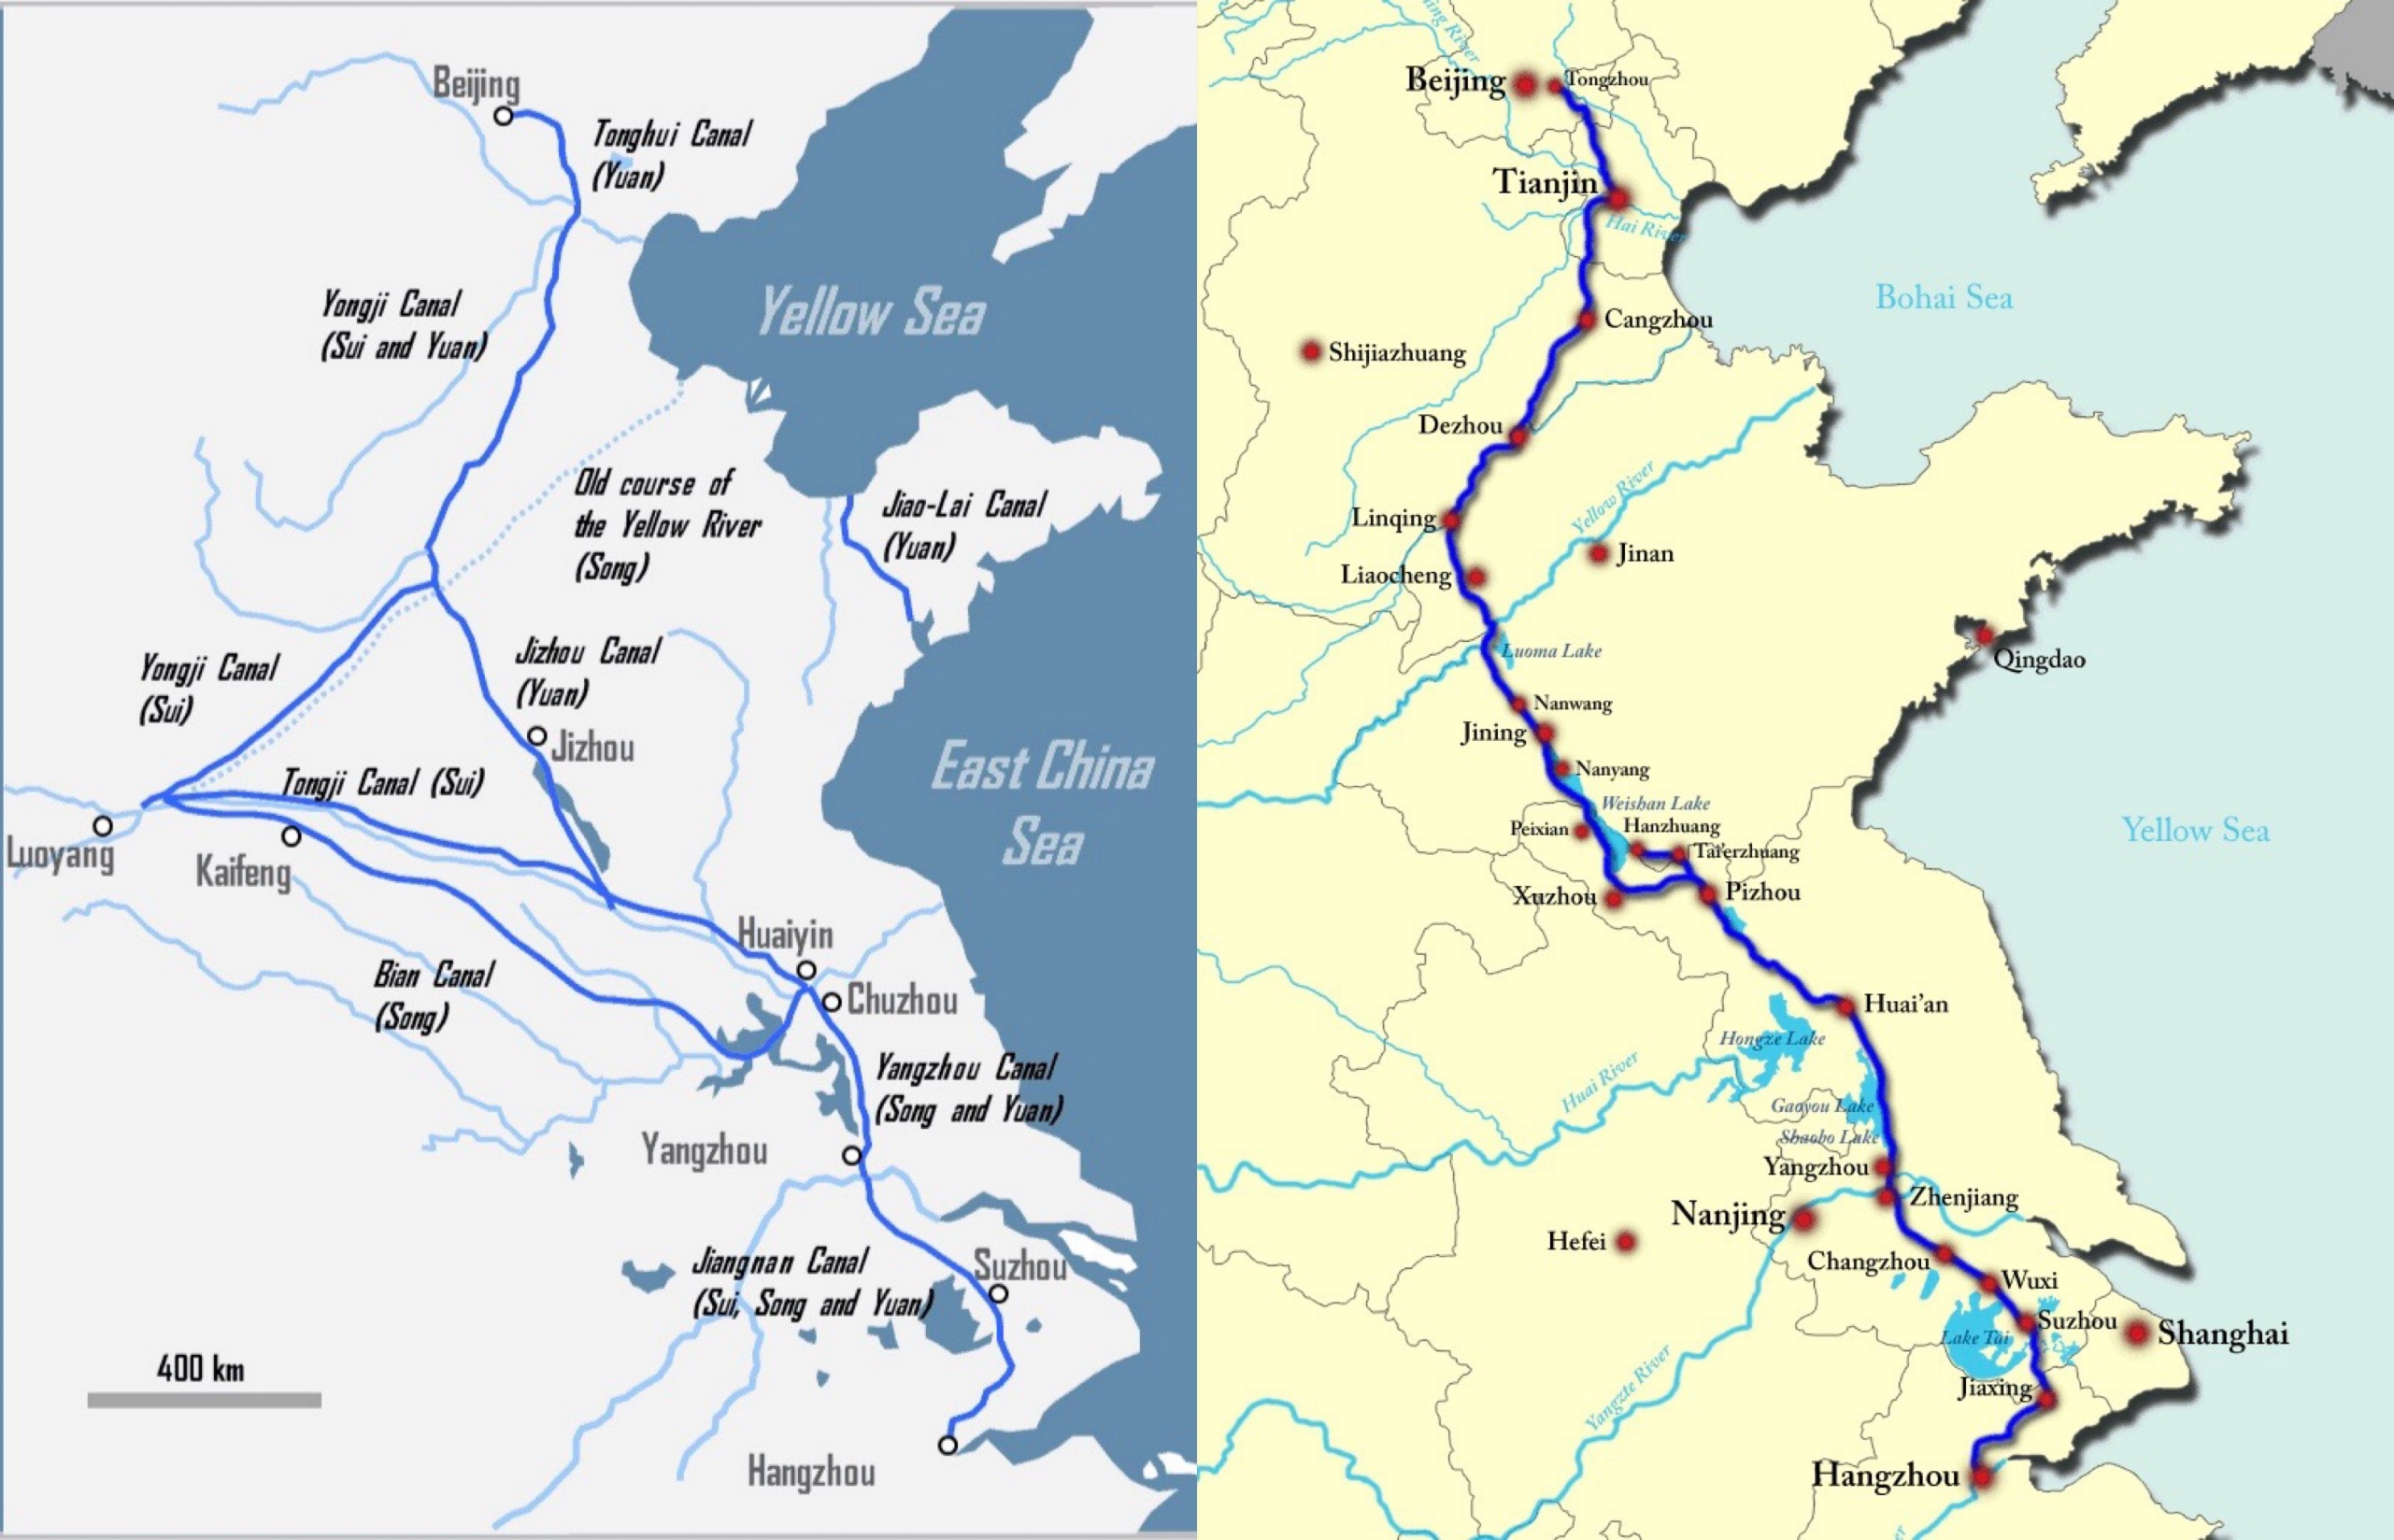 Beijing
Tonghui Canal
(Yuan)
Yongji Canal
(Sui and Yuan)
Yellow Sea
Old course of
the Yellow River
(Song)
Jiao-Lai Canal
(Yuan)
Yongji Canal
(Sui)
Jizhou Canal
(Yuan)
Jizhou
Tongji Canal (Sui)
East China
Sea
Luoyang
Kaifeng
Huaiyin
Bian Canal
(Song)
Chuzhou
Yangzhou Canal
(Song and Yuan)
Yangzhou
Jiangnan Canal
(Sui, Song and Yuan)
Suzhou
400 km
Hangzhou
Beijing
Tongzhou
Tianjin
Hai River
Bohai Sea
Cangzhou
Shijiazhuang
Dezhou
Yellow River
Linqing
Jinan
Liaocheng
Luoma Lake
Qingdao
Nanwang
Jining
Nanyang
Weishan Lake
Peixian
Hanzhuang
Tai'erzhuang
Yellow Sea
Xuzhou
Pizhou
Huai'an
Hongze Lake
Huai River
Gaoyou Lake
Shaobo Lake
Yangzhou
Zhenjiang
Nanjing
Hefei
Changzhou
Wuxi
Suzhou
Lake Tai
Shanghai
Yangzte River
Jiaxing
Hangzhou